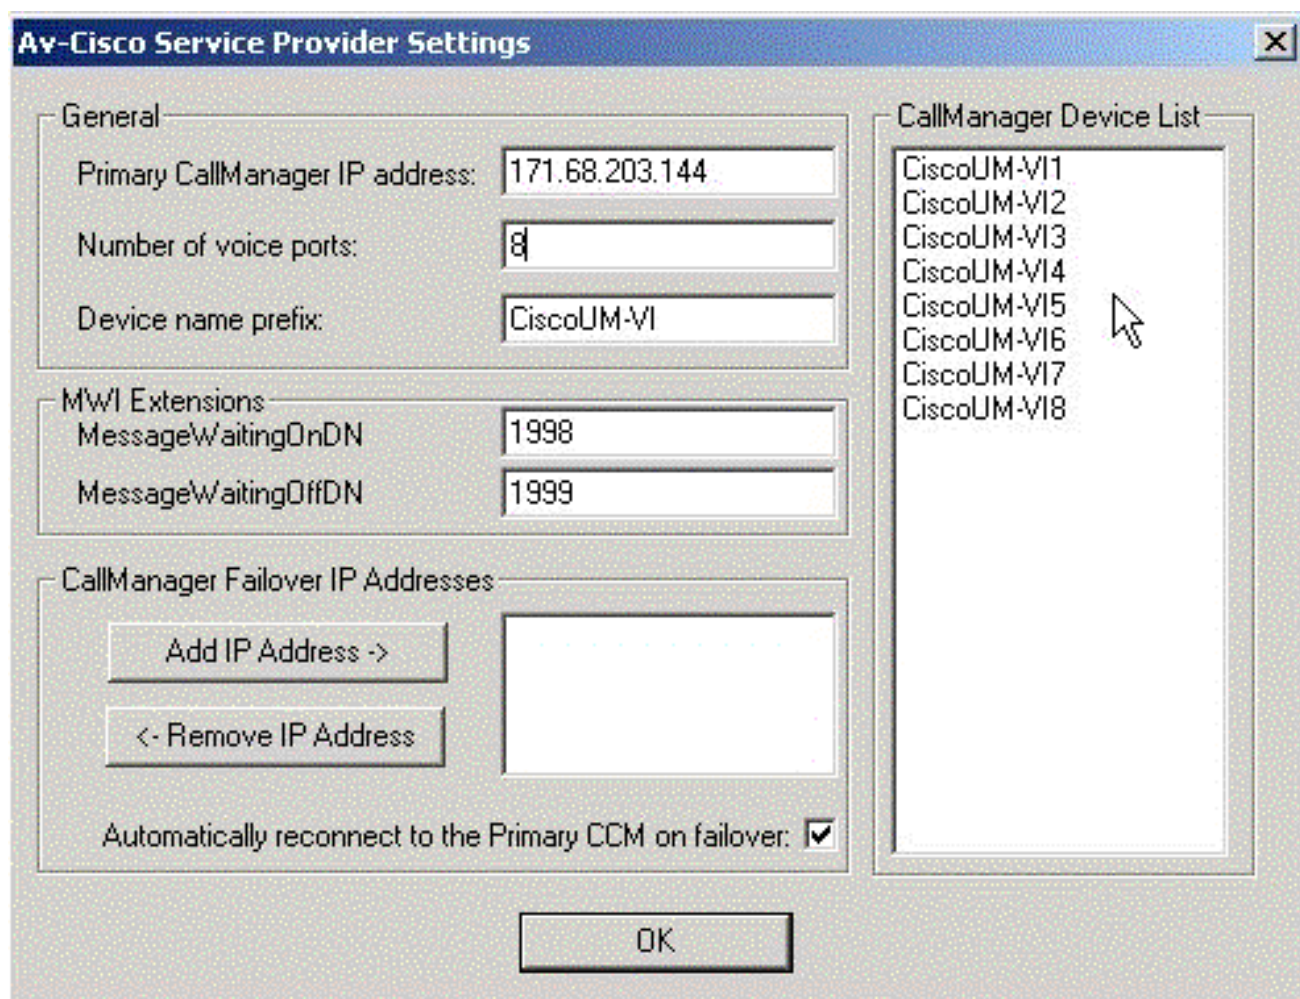 Av-Cisco Service Provider Settings
General
Primary CallManager IP address: 171.68.203.144
Number of voice ports: 8
Device name prefix: CiscoUM-VI
MWI Extensions
MessageWaitingOnDN 1998
MessageWaitingOffDN 1999
CallManager Failover IP Addresses
Add IP Address ->
<- Remove IP Address
Automatically reconnect to the Primary CCM on failover:
CallManager Device List
CiscoUM-VI1
CiscoUM-VI2
CiscoUM-VI3
CiscoUM-VI4
CiscoUM-VI5
CiscoUM-VI6
CiscoUM-VI7
CiscoUM-VI8
OK